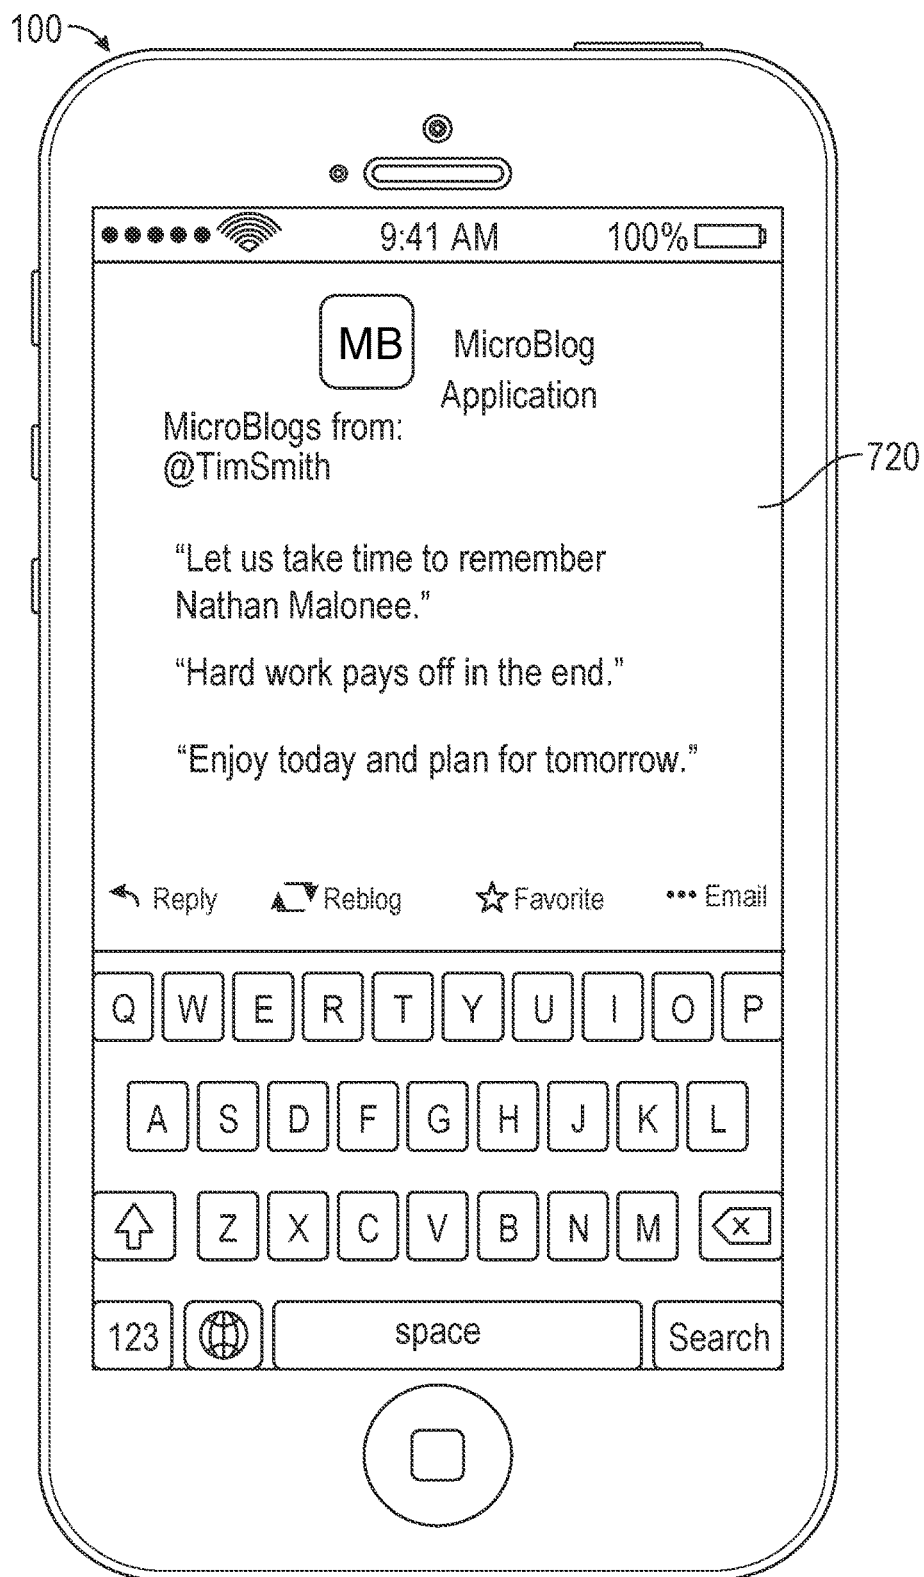 100
9:41 AM 100%
MB MicroBlog
Application
MicroBlogs from:
@TimSmith
720
“Let us take time to remember
Nathan Malonee.”
“Hard work pays off in the end.”
“Enjoy today and plan for tomorrow.”
Reply Reblog Favorite Email
Q W E R T Y U I O P
A S D F G H J K L
Z X C V B N M
123 space Search